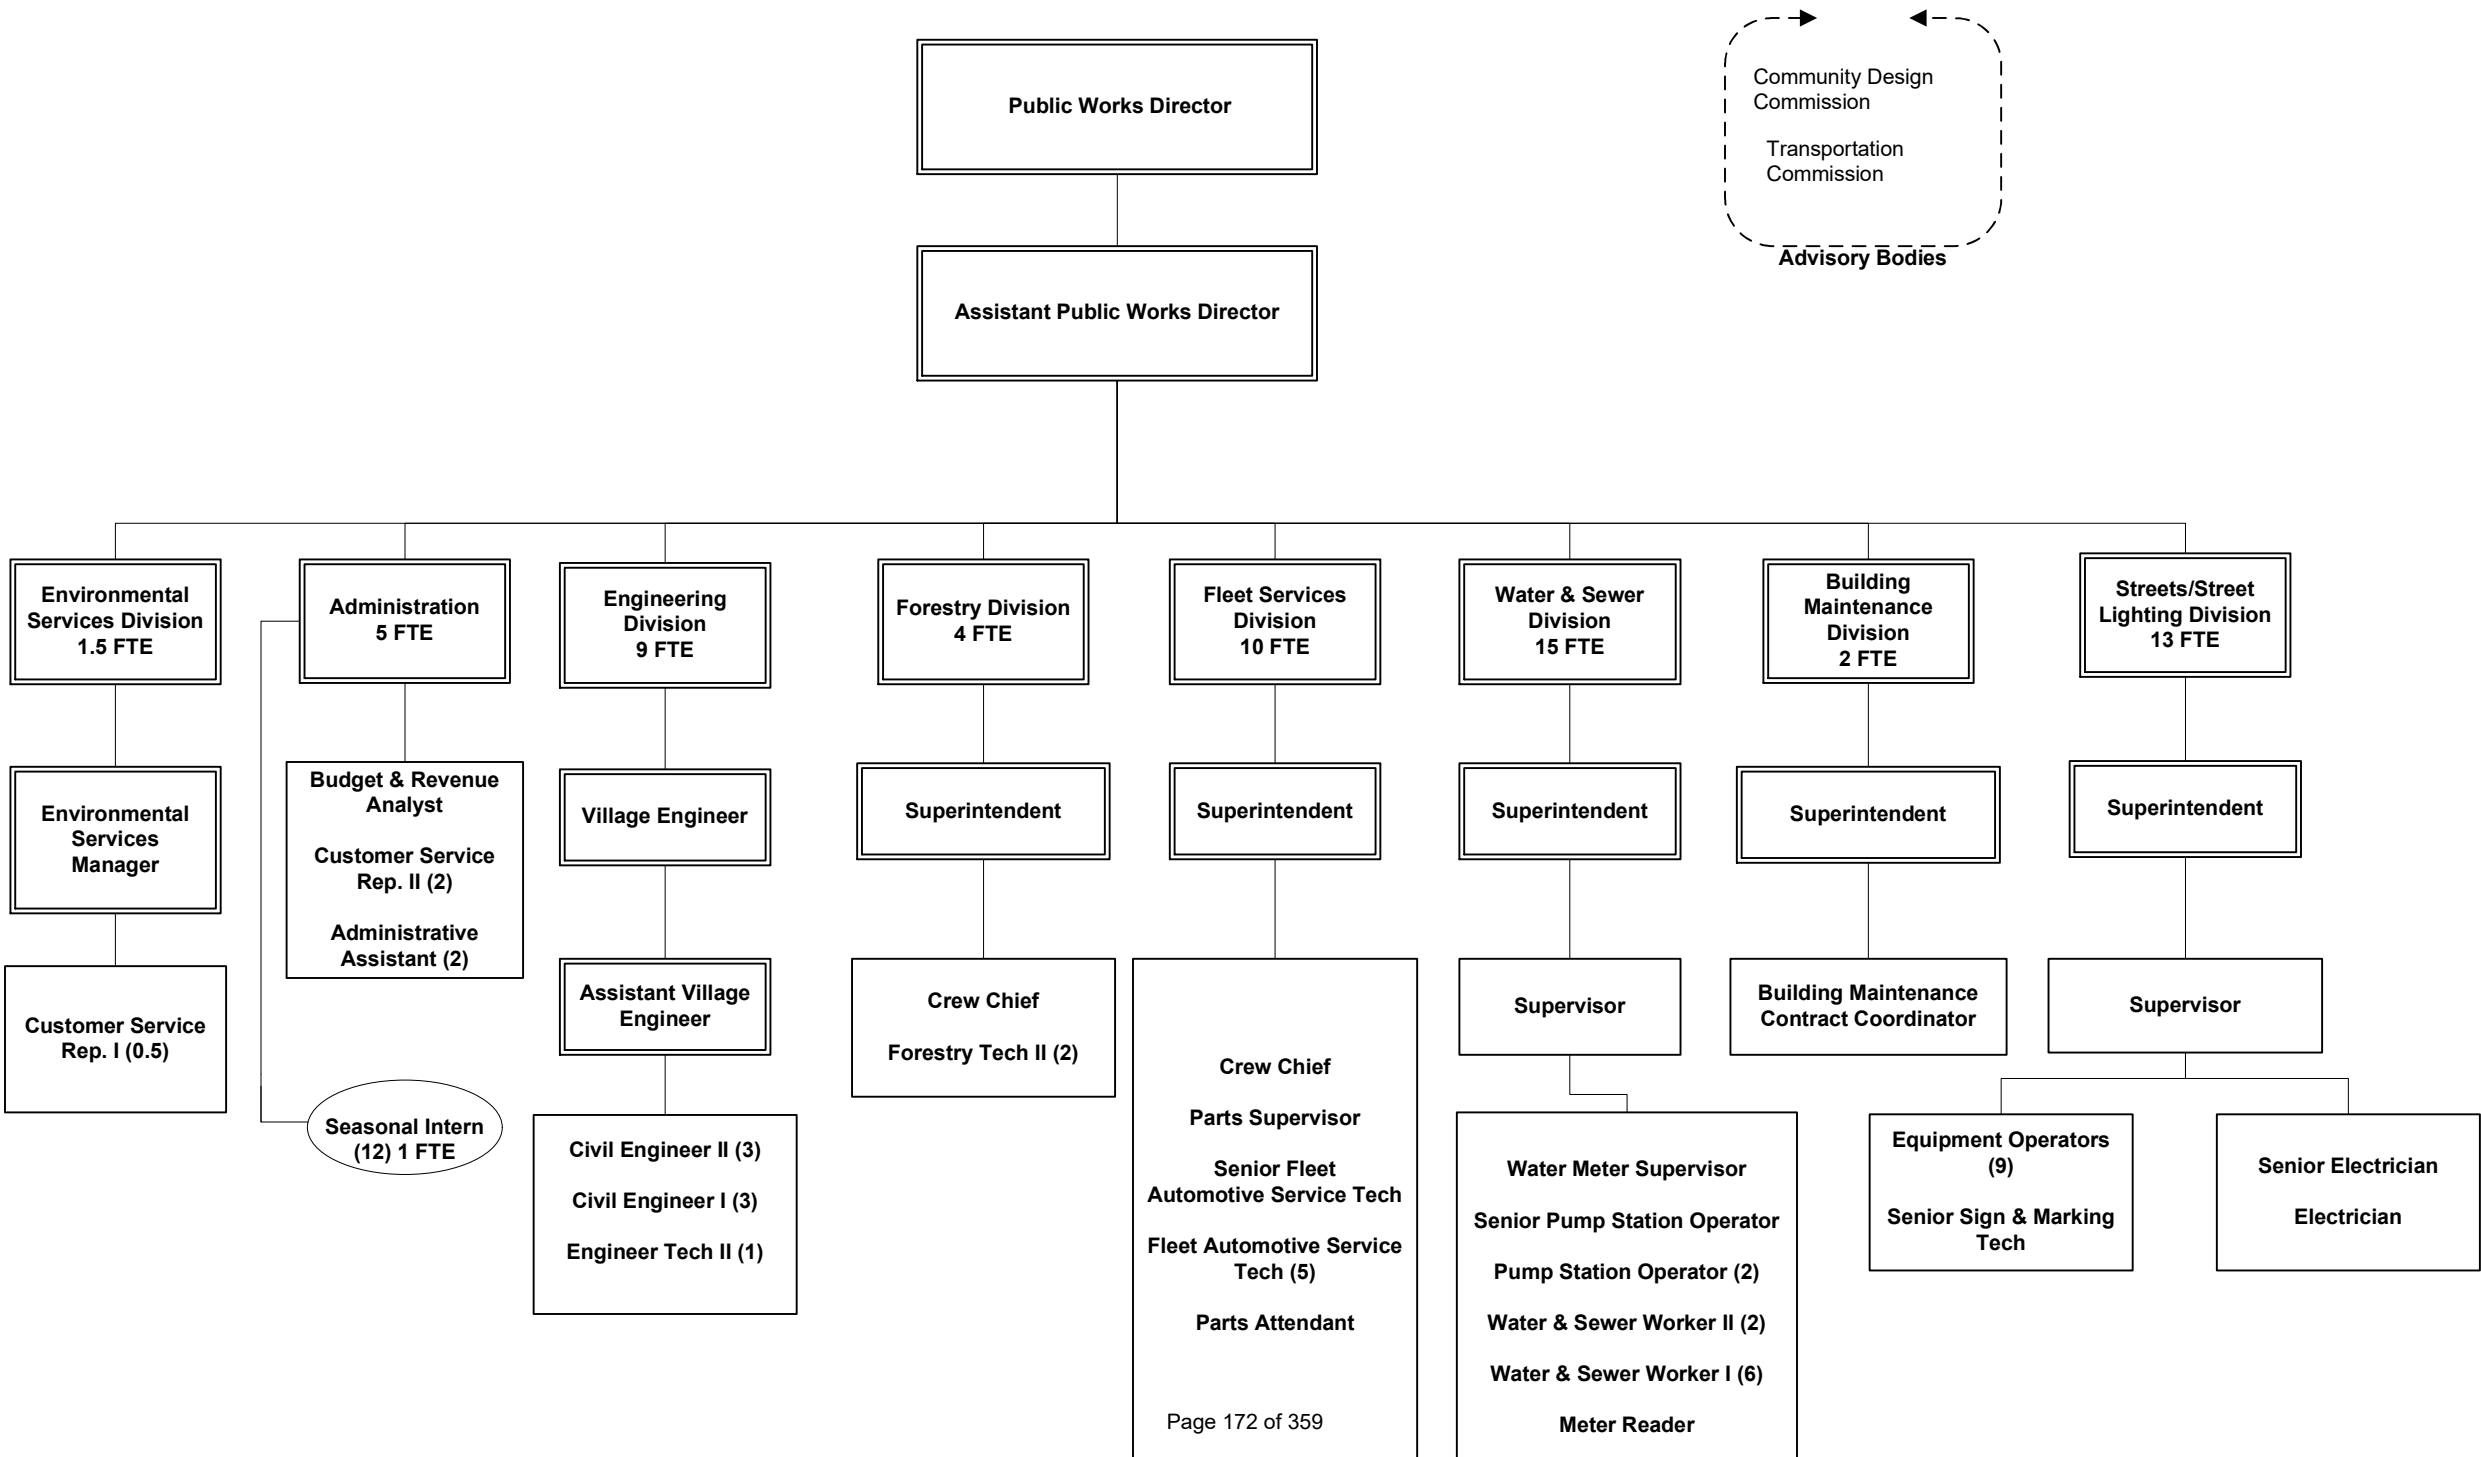 Public Works Director
Community Design
Commission
Transportation
Commission
Advisory Bodies
Assistant Public Works Director
Environmental
Services Division
1.5 FTE
Administration
5 FTE
Engineering
Division
9 FTE
Forestry Division
4 FTE
Fleet Services
Division
10 FTE
Water & Sewer
Division
15 FTE
Building
Maintenance
Division
2 FTE
Streets/Street
Lighting Division
13 FTE
Environmental
Services
Manager
Budget & Revenue
Analyst
Customer Service
Rep. II (2)
Administrative
Assistant (2)
Village Engineer
Superintendent
Superintendent
Superintendent
Superintendent
Superintendent
Customer Service
Rep. I (0.5)
Seasonal Intern
(12) 1 FTE
Assistant Village
Engineer
Civil Engineer II (3)
Civil Engineer I (3)
Engineer Tech II (1)
Crew Chief
Forestry Tech II (2)
Crew Chief
Parts Supervisor
Senior Fleet
Automotive Service Tech
Fleet Automotive Service
Tech (5)
Parts Attendant
Supervisor
Water Meter Supervisor
Senior Pump Station Operator
Pump Station Operator (2)
Water & Sewer Worker II (2)
Water & Sewer Worker I (6)
Meter Reader
Building Maintenance
Contract Coordinator
Supervisor
Equipment Operators
(9)
Senior Sign & Marking
Tech
Senior Electrician
Electrician
Page 172 of 359